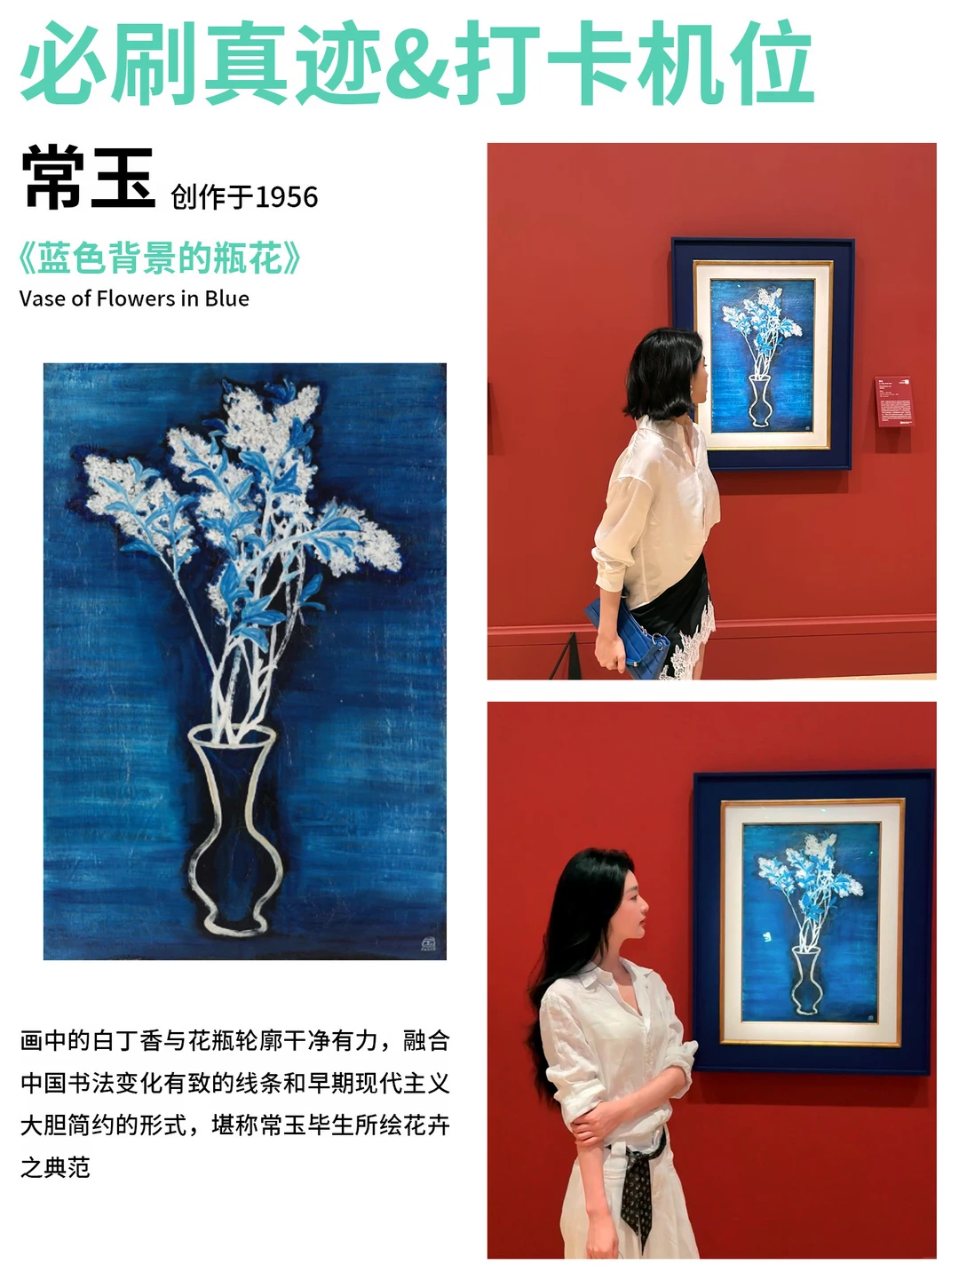 必刷真迹&打卡机位
常玉 创作于1956
《蓝色背景的瓶花》
Vase of Flowers in Blue
画中的白丁香与花瓶轮廓干净有力，融合
中国书法变化有致的线条和早期现代主义
大胆简约的形式，堪称常玉毕生所绘花卉
之典范